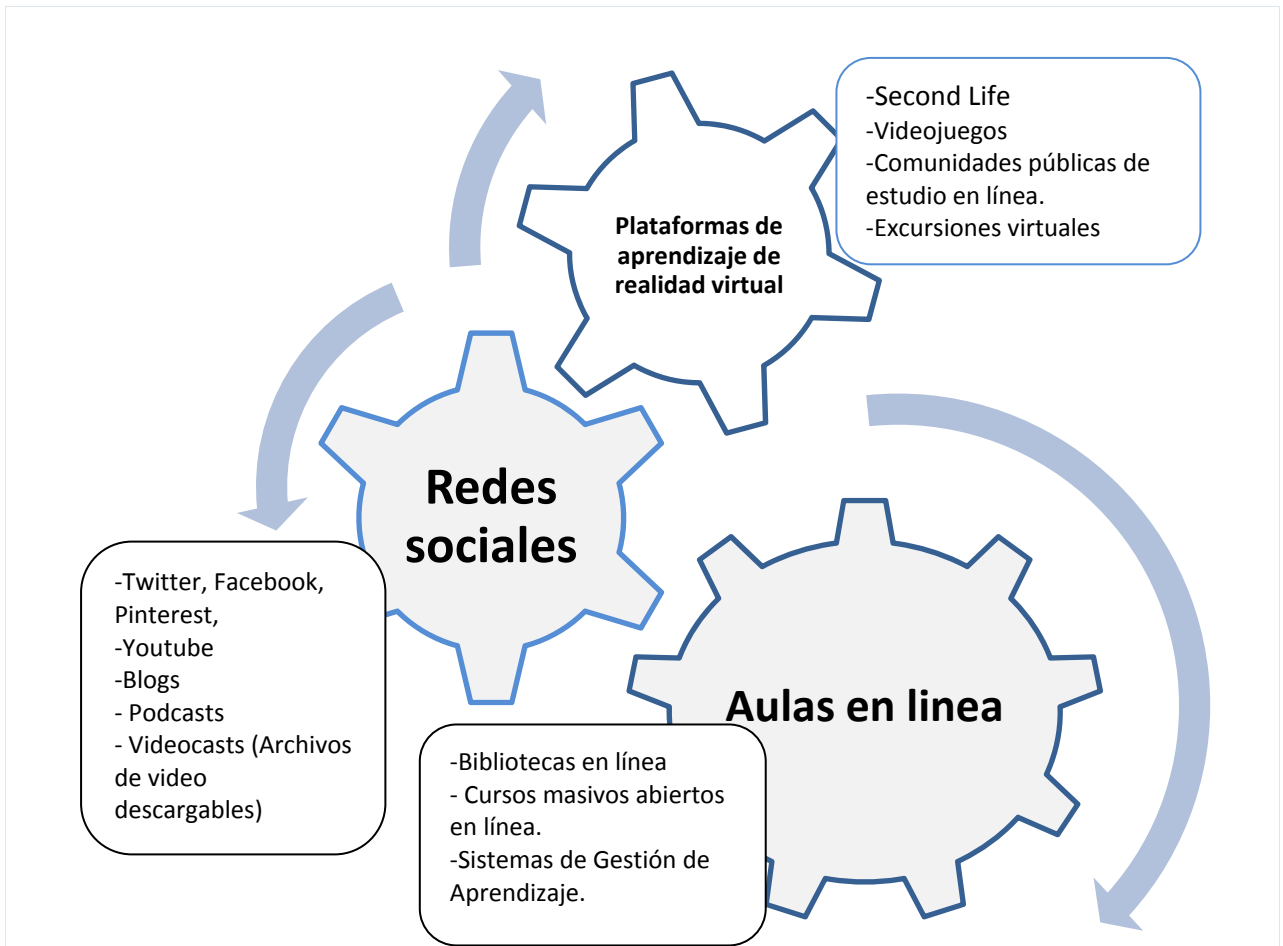 -Second Life
-Videojuegos
-Comunidades públicas de
estudio en línea.
-Excursiones virtuales
Plataformas de
aprendizaje de
realidad virtual
Redes
sociales
-Twitter, Facebook,
Pinterest,
-Youtube
-Blogs
- Podcasts
- Videocasts (Archivos
de video
descargables)
Aulas en linea
-Bibliotecas en línea
- Cursos masivos abiertos
en línea.
-Sistemas de Gestión de
Aprendizaje.